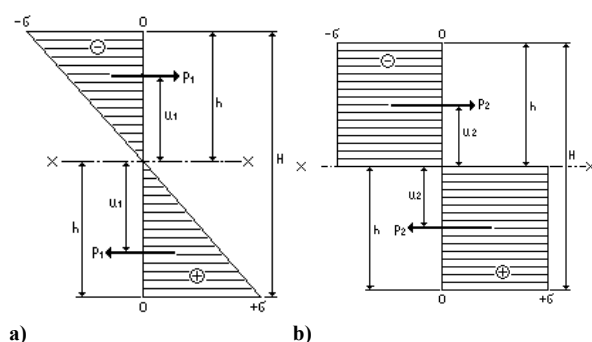 -σ 0
⊖
P₁
u₁
h
H
× ×
h
u₁
P₁
⊕
0 +σ
a)
-σ 0
⊖
P₂
u₂
h
H
× ×
h
u₂
P₂
⊕
0 +σ
b)